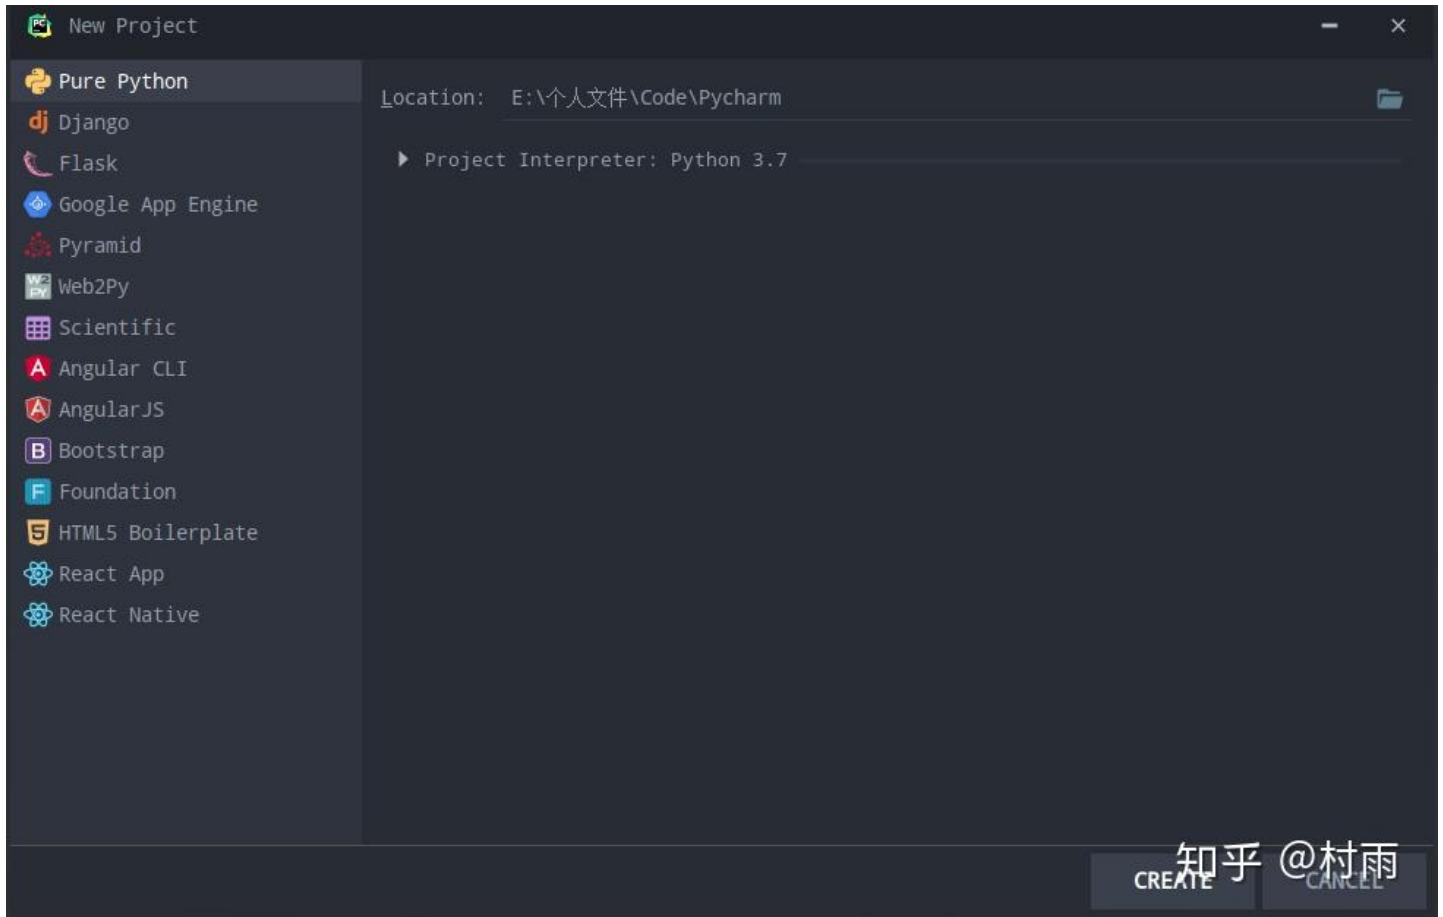 New Project
Pure Python
Django
Flask
Google App Engine
Pyramid
Web2Py
Scientific
Angular CLI
AngularJS
Bootstrap
Foundation
HTML5 Boilerplate
React App
React Native
Location: E:\个人文件\Code\Pycharm
Project Interpreter: Python 3.7
CREATE
CANCEL
知乎 @村雨